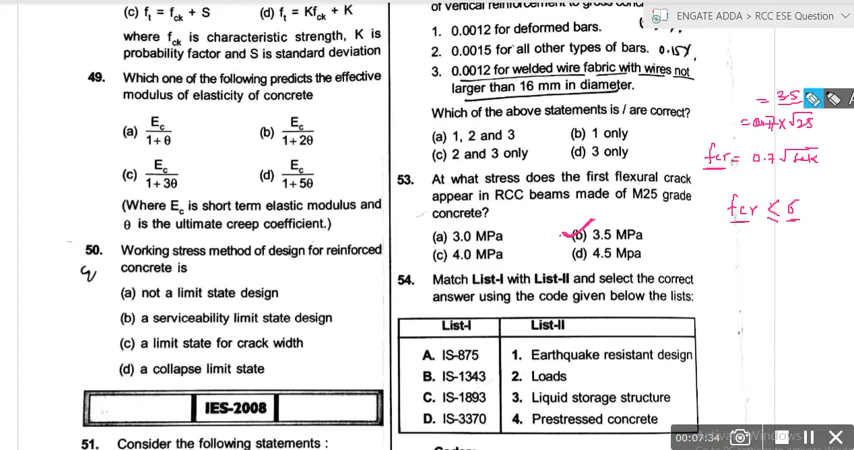 (c) fₜ = f_ck + S (d) fₜ = Kf_ck + K
where f_ck is characteristic strength, K is
probability factor and S is standard deviation
49. Which one of the following predicts the effective
modulus of elasticity of concrete
(a) E_c / 1+θ (b) E_c / 1+2θ
(c) E_c / 1+3θ (d) E_c / 1+5θ
(Where E_c is short term elastic modulus and
θ is the ultimate creep coefficient.)
50. Working stress method of design for reinforced
concrete is
(a) not a limit state design
(b) a serviceability limit state design
(c) a limit state for crack width
(d) a collapse limit state
IES-2008
51. Consider the following statements :
of vertical reinforcement to gross
1. 0.0012 for deformed bars.
2. 0.0015 for all other types of bars. 0.15%
3. 0.0012 for welded wire fabric with wires not
larger than 16 mm in diameter.
Which of the above statements is / are correct?
(a) 1, 2 and 3 (b) 1 only
(c) 2 and 3 only (d) 3 only
53. At what stress does the first flexural crack
appear in RCC beams made of M25 grade
concrete?
(a) 3.0 MPa (b) 3.5 MPa
(c) 4.0 MPa (d) 4.5 Mpa
54. Match List-I with List-II and select the correct
answer using the code given below the lists:
List-I List-II
A. IS-875 1. Earthquake resistant design
B. IS-1343 2. Loads
C. IS-1893 3. Liquid storage structure
D. IS-3370 4. Prestressed concrete
ENGATE ADDA > RCC ESE Question
= 3.5
= 0.7 x √25
fcr = 0.7 √fck
fcr ≤ 6
00:07:34